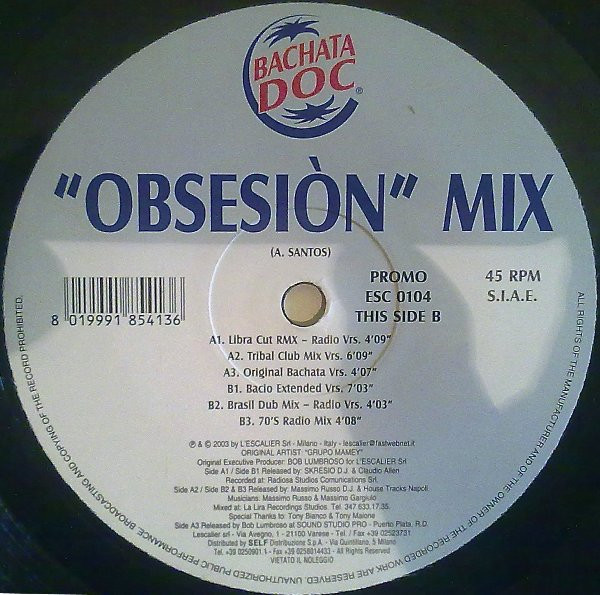 BACHATA
DOC ®
"OBSESIÒN" MIX
(A. SANTOS)
PROMO
45 RPM
ESC 0104
S.I.A.E.
THIS SIDE B
8 019991 854136
A1. Libra Cut RMX – Radio Vrs. 4'09"
A2. Tribal Club Mix Vrs. 6'09"
A3. Original Bachata Vrs. 4'07"
B1. Bacio Extended Vrs. 7'03"
B2. Brasil Dub Mix – Radio Vrs. 4'03"
B3. 70'S Radio Mix 4'08"
℗ & © 2003 by L'ESCALIER Srl - Milano - Italy - lescalier@fastwebnet.it
ORIGINAL ARTIST: "GRUPO MAMEY"
Original Executive Producer: BOB LUMBROSO for L'ESCALIER Srl
Side A1 / Side B1 Released by: SKRESIO D.J. & Claudio Allen
Recorded at: Radiosa Studios Comunications Srl.
Side A2 / Side B2 & B3 Released by: Massimo Russo D.J. & House Tracks Napoli
Musicians: Massimo Russo & Massimo Gargiulo
Mixed at: La Lira Recordings Studios. Tel. 347.633.17.35.
Special Thanks to: Tony Bianco & Tony Maione
Side A3 Released by Bob Lumbroso at SOUND STUDIO PRO - Puerto Plata, R.D.
Lescalier srl - Via Avegno, 1 - 21100 Varese - Tel. / Fax +39 02523731
Distributed by SELF Distribuzione S.p.A. - Via Quintiliano, 5 Milano
Tel. +39 0250901.1 - Fax +39 0258014433 - All Rights Reserved
VIETATO IL NOLEGGIO
ALL RIGHTS OF THE MANUFACTURER AND OF THE OWNER OF THE RECORDED WORK ARE RESERVED. UNAUTHORIZED PUBLIC PERFORMANCE, BROADCASTING AND COPYING OF THE RECORD PROHIBITED.